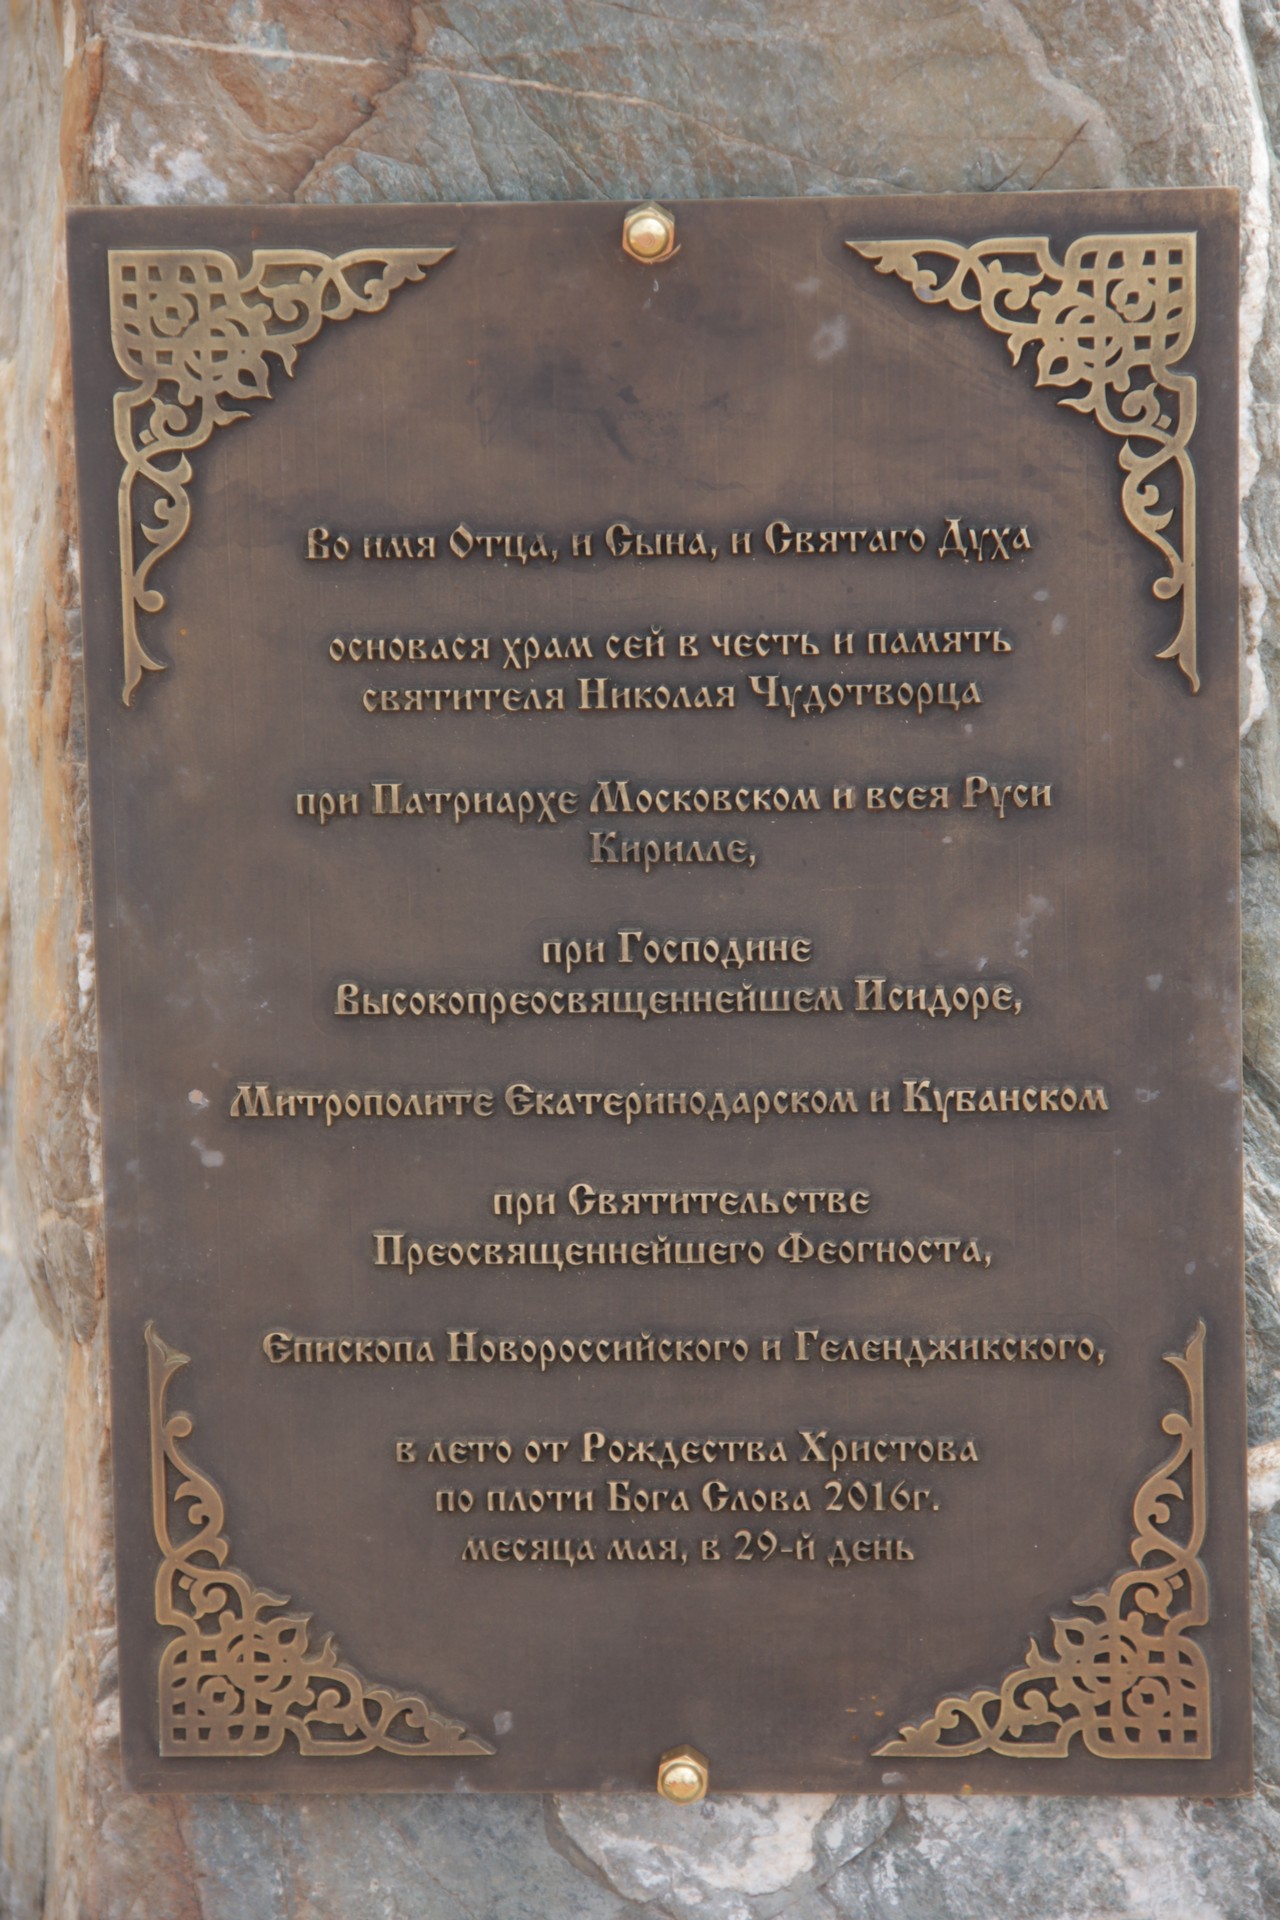 Во имя Отца, и Сына, и Святаго Духа
основася храм сей в честь и память
святителя Николая Чудотворца
при Патриархе Московском и всея Руси
Кирилле,
при Господине
Высокопреосвященнейшем Исидоре,
Митрополите Екатеринодарском и Кубанском
при Святительстве
Преосвященнейшего Феогноста,
Епископа Новороссийского и Геленджикского,
в лето от Рождества Христова
по плоти Бога Слова 2016г.
месяца мая, в 29-й день